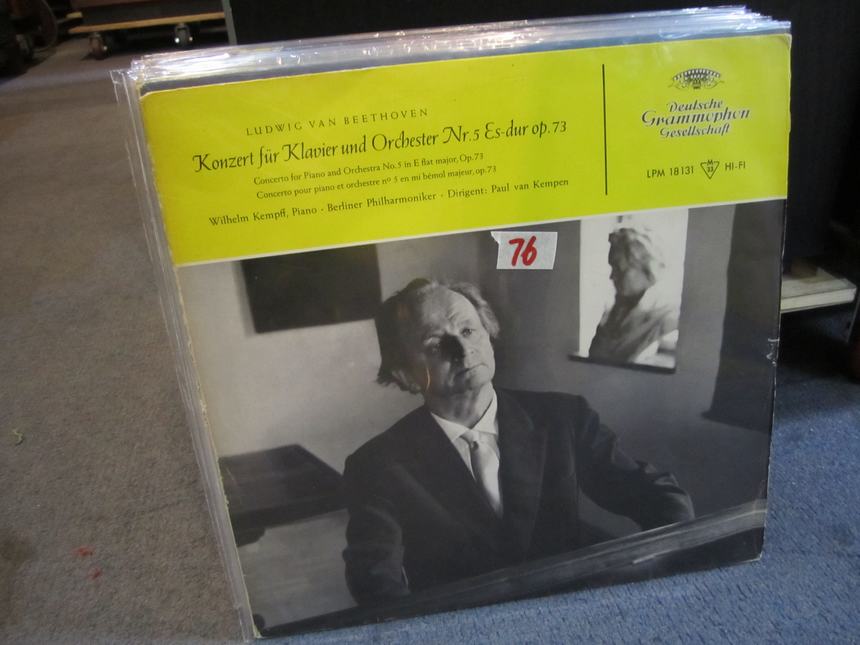 LUDWIG VAN BEETHOVEN
Konzert für Klavier und Orchester Nr. 5 Es-dur op. 73
Concerto for Piano and Orchestra No. 5 in E flat major, Op. 73
Concerto pour piano et orchestre nº 5 en mi bémol majeur, op. 73
Wilhelm Kempff, Piano · Berliner Philharmoniker · Dirigent: Paul van Kempen
Deutsche
Grammophon
Gesellschaft
LPM 18131 M 33 HI-FI
76